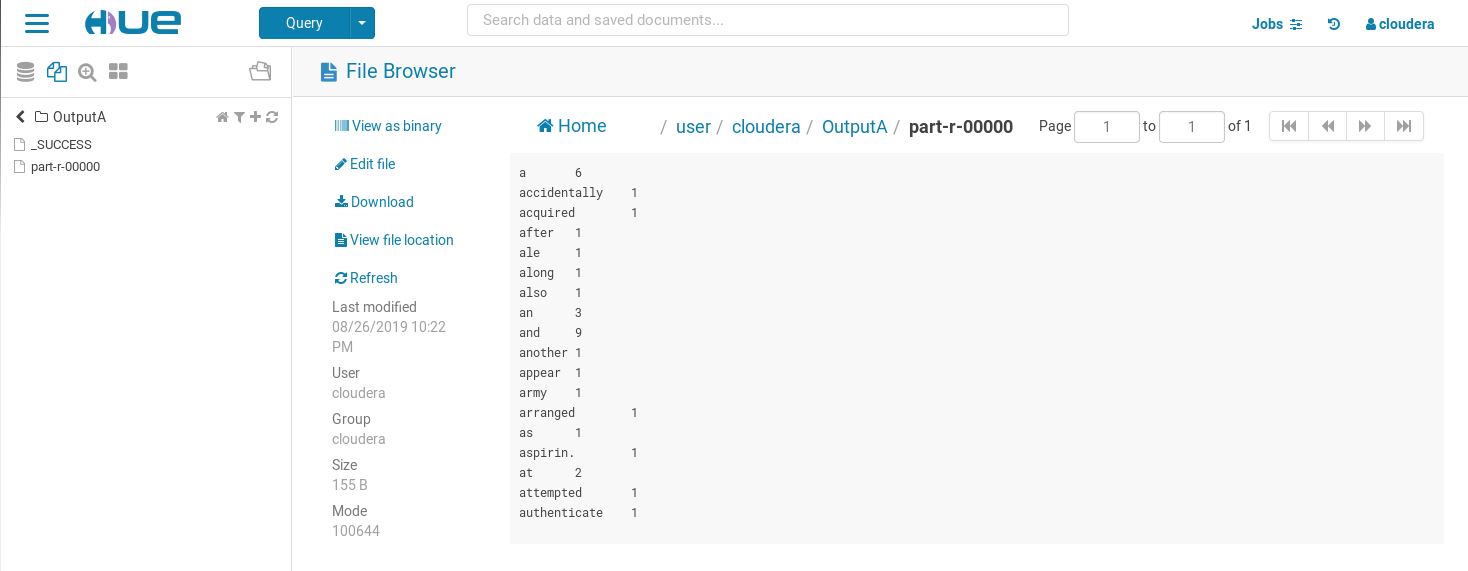 HUE
Query
Search data and saved documents...
Jobs
cloudera
File Browser
OutputA
_SUCCESS
part-r-00000
View as binary
Edit file
Download
View file location
Refresh
Last modified
08/26/2019 10:22
PM
User
cloudera
Group
cloudera
Size
155 B
Mode
100644
Home / user / cloudera / OutputA / part-r-00000
Page 1 to 1 of 1
a 6
accidentally 1
acquired 1
after 1
ale 1
along 1
also 1
an 3
and 9
another 1
appear 1
army 1
arranged 1
as 1
aspirin. 1
at 2
attempted 1
authenticate 1